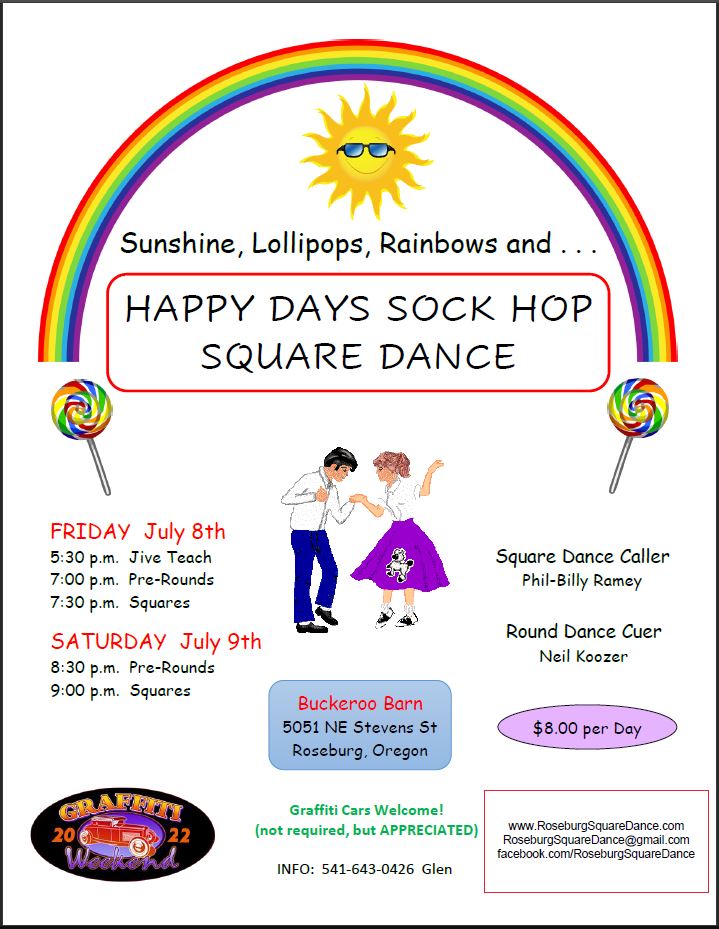 Sunshine, Lollipops, Rainbows and . . .
HAPPY DAYS SOCK HOP
SQUARE DANCE
FRIDAY July 8th
5:30 p.m. Jive Teach
7:00 p.m. Pre-Rounds
7:30 p.m. Squares
SATURDAY July 9th
8:30 p.m. Pre-Rounds
9:00 p.m. Squares
Square Dance Caller
Phil-Billy Ramey
Round Dance Cuer
Neil Koozer
Buckeroo Barn
5051 NE Stevens St
Roseburg, Oregon
$8.00 per Day
GRAFFITI
20 22
Weekend
Graffiti Cars Welcome!
(not required, but APPRECIATED)
INFO: 541-643-0426 Glen
www.RoseburgSquareDance.com
RoseburgSquareDance@gmail.com
facebook.com/RoseburgSquareDance